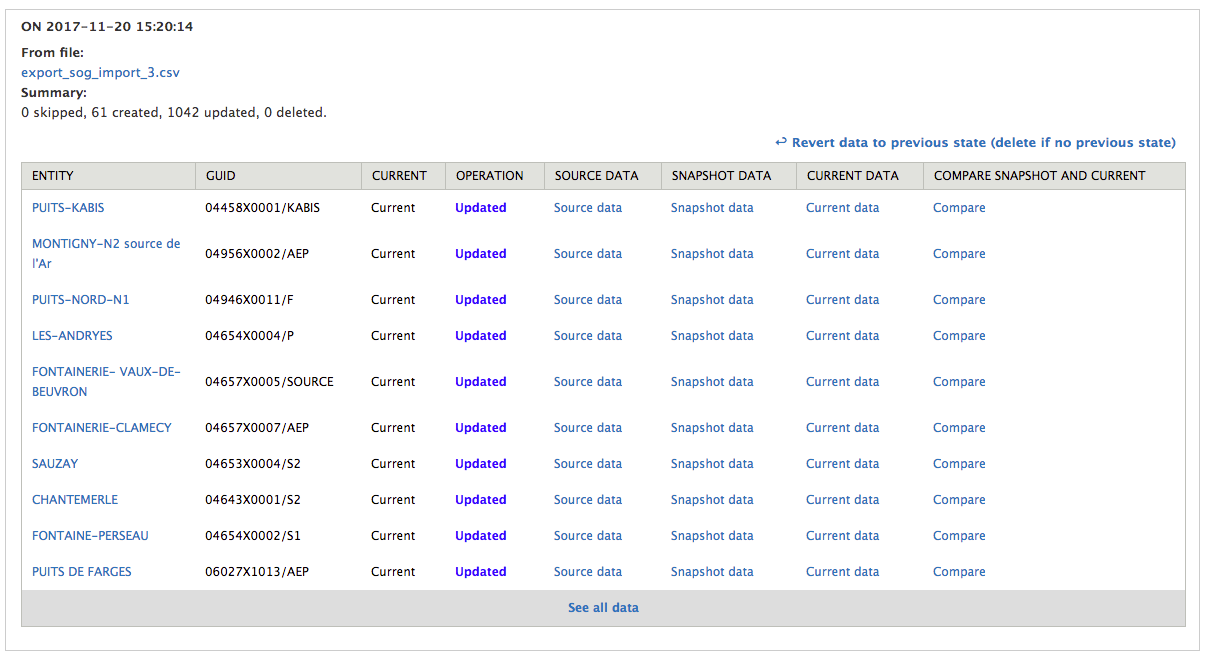 ON 2017-11-20 15:20:14
From file:
export_sog_import_3.csv
Summary:
0 skipped, 61 created, 1042 updated, 0 deleted.
↩ Revert data to previous state (delete if no previous state)
ENTITY GUID CURRENT OPERATION SOURCE DATA SNAPSHOT DATA CURRENT DATA COMPARE SNAPSHOT AND CURRENT
PUITS-KABIS 04458X0001/KABIS Current Updated Source data Snapshot data Current data Compare
MONTIGNY-N2 source de
l'Ar 04956X0002/AEP Current Updated Source data Snapshot data Current data Compare
PUITS-NORD-N1 04946X0011/F Current Updated Source data Snapshot data Current data Compare
LES-ANDRYES 04654X0004/P Current Updated Source data Snapshot data Current data Compare
FONTAINERIE- VAUX-DE-
BEUVRON 04657X0005/SOURCE Current Updated Source data Snapshot data Current data Compare
FONTAINERIE-CLAMECY 04657X0007/AEP Current Updated Source data Snapshot data Current data Compare
SAUZAY 04653X0004/S2 Current Updated Source data Snapshot data Current data Compare
CHANTEMERLE 04643X0001/S2 Current Updated Source data Snapshot data Current data Compare
FONTAINE-PERSEAU 04654X0002/S1 Current Updated Source data Snapshot data Current data Compare
PUITS DE FARGES 06027X1013/AEP Current Updated Source data Snapshot data Current data Compare
See all data